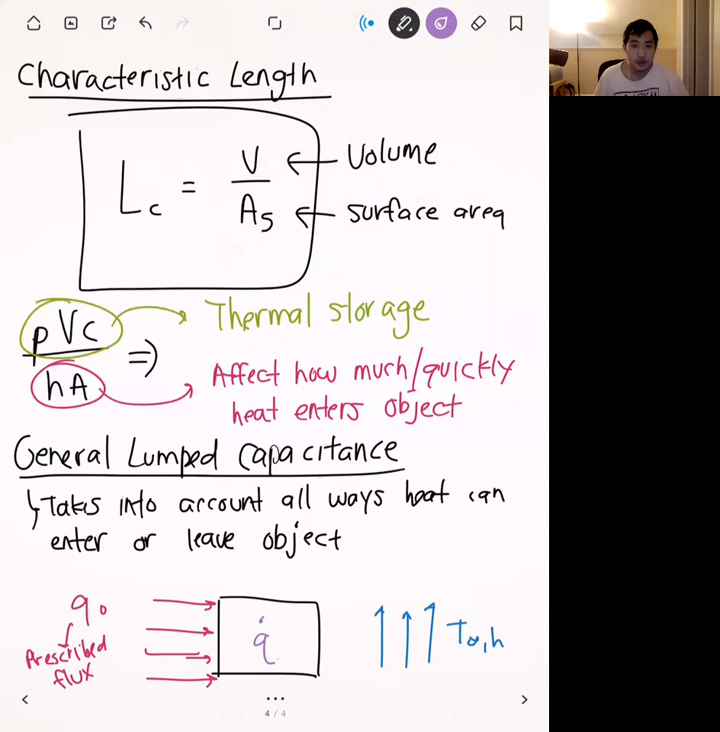 Characteristic Length
Lc = V/As
Volume
surface area
ρVc/hA ⇒
Thermal storage
Affect how much/quickly
heat enters object
General Lumped capacitance
↳ Takes into account all ways heat can
enter or leave object
q0
Prescribed
flux
q̇
T∞,h
4 / 4